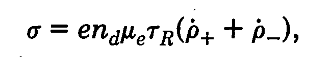 σ = en_dμ_eτ_R(ρ̇₊ + ρ̇₋),